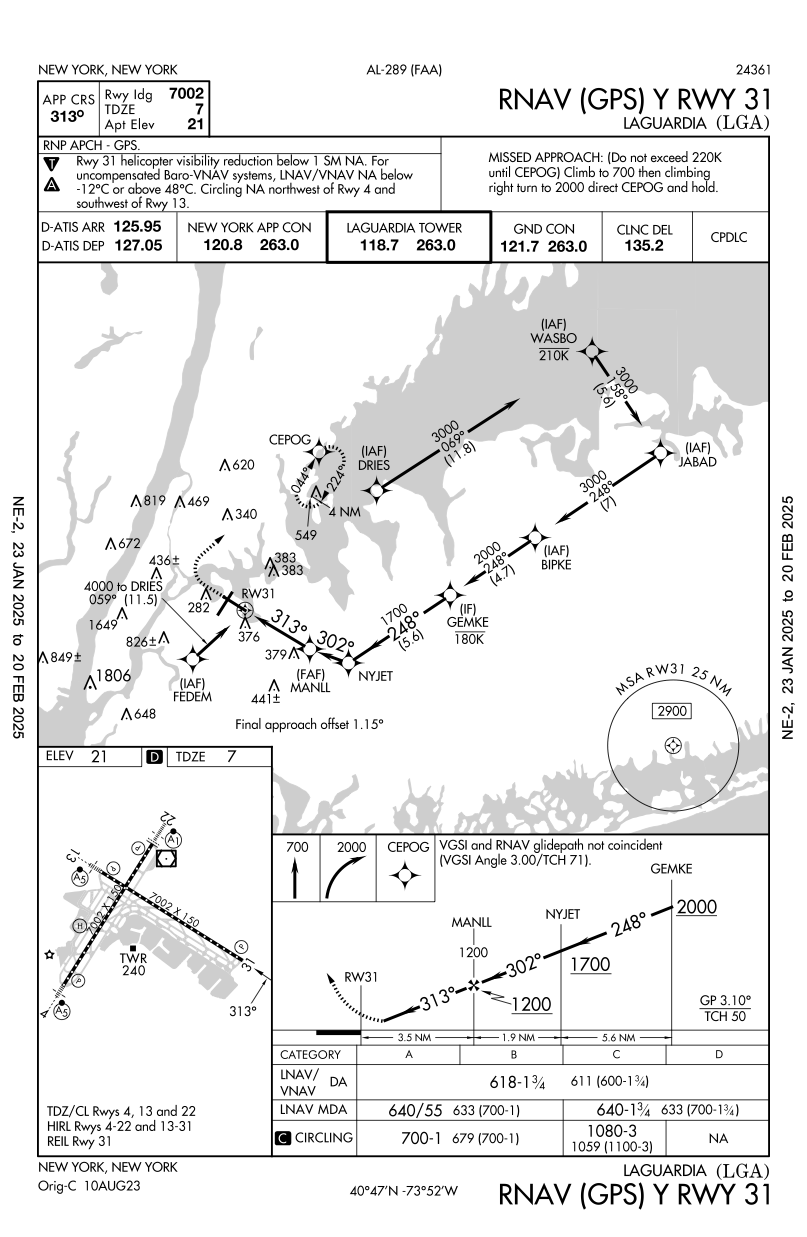 NEW YORK, NEW YORK
AL-289 (FAA)
24361
APP CRS
313°
Rwy ldg 7002
TDZE 7
Apt Elev 21
RNAV (GPS) Y RWY 31
LAGUARDIA (LGA)
RNP APCH - GPS.
T
A
Rwy 31 helicopter visibility reduction below 1 SM NA. For
uncompensated Baro-VNAV systems, LNAV/VNAV NA below
-12°C or above 48°C. Circling NA northwest of Rwy 4 and
southwest of Rwy 13.
MISSED APPROACH: (Do not exceed 220K
until CEPOG) Climb to 700 then climbing
right turn to 2000 direct CEPOG and hold.
D-ATIS ARR 125.95
D-ATIS DEP 127.05
NEW YORK APP CON
120.8 263.0
LAGUARDIA TOWER
118.7 263.0
GND CON
121.7 263.0
CLNC DEL
135.2
CPDLC
NE-2, 23 JAN 2025 to 20 FEB 2025
NE-2, 23 JAN 2025 to 20 FEB 2025
(IAF)
WASBO
210K
3000
158°
(5.6)
CEPOG
044°
224°
4 NM
549
(IAF)
DRIES
3000
069°
(11.8)
(IAF)
JABAD
3000
248°
(7)
(IAF)
BIPKE
2000
248°
(4.7)
(IF)
GEMKE
180K
1700
248°
(5.6)
620
819
469
340
672
436±
383
383
4000 to DRIES
059° (11.5)
282
RW31
313°
302°
1649
376
826±
379
849±
1806
(IAF)
FEDEM
(FAF)
MANLL
NYJET
441±
648
Final approach offset 1.15°
MSA RW31 25 NM
2900
ELEV 21
D
TDZE 7
22
A1
P
13
A5
P
7002 X 150
7002 X 150
H
TWR
240
P
31
P
4
A5
313°
TDZ/CL Rwys 4, 13 and 22
HIRL Rwys 4-22 and 13-31
REIL Rwy 31
700
2000
CEPOG
VGSI and RNAV glidepath not coincident
(VGSI Angle 3.00/TCH 71).
GEMKE
2000
248°
NYJET
1700
MANLL
1200
302°
1200
RW31
313°
GP 3.10°
TCH 50
3.5 NM
1.9 NM
5.6 NM
CATEGORY A B C D
LNAV/
VNAV DA 618-1¾ 611 (600-1¾)
LNAV MDA 640/55 633 (700-1) 640-1¾ 633 (700-1¾)
C CIRCLING 700-1 679 (700-1) 1080-3
1059 (1100-3) NA
NEW YORK, NEW YORK
Orig-C 10AUG23
40°47'N -73°52'W
LAGUARDIA (LGA)
RNAV (GPS) Y RWY 31